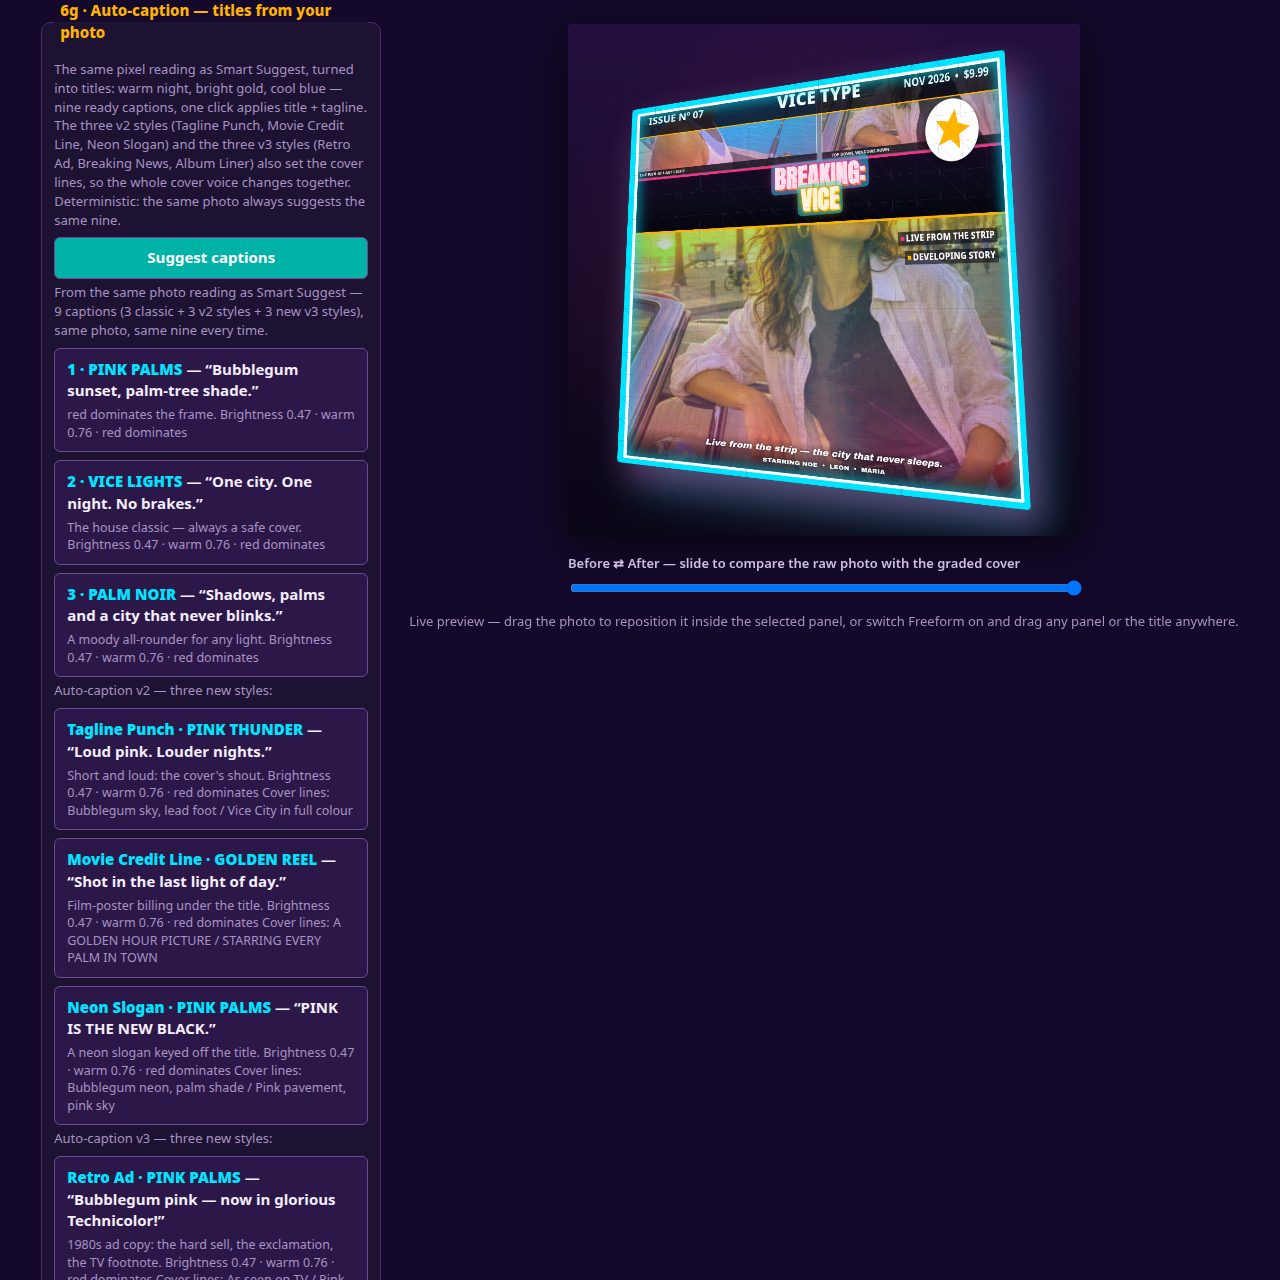 6g · Auto-caption — titles from your
photo
The same pixel reading as Smart Suggest, turned
into titles: warm night, bright gold, cool blue —
nine ready captions, one click applies title + tagline.
The three v2 styles (Tagline Punch, Movie Credit
Line, Neon Slogan) and the three v3 styles (Retro
Ad, Breaking News, Album Liner) also set the cover
lines, so the whole cover voice changes together.
Deterministic: the same photo always suggests the
same nine.
Suggest captions
From the same photo reading as Smart Suggest —
9 captions (3 classic + 3 v2 styles + 3 new v3 styles),
same photo, same nine every time.
1 · PINK PALMS — “Bubblegum
sunset, palm-tree shade.”
red dominates the frame. Brightness 0.47 · warm
0.76 · red dominates
2 · VICE LIGHTS — “One city. One
night. No brakes.”
The house classic — always a safe cover.
Brightness 0.47 · warm 0.76 · red dominates
3 · PALM NOIR — “Shadows, palms
and a city that never blinks.”
A moody all-rounder for any light. Brightness
0.47 · warm 0.76 · red dominates
Auto-caption v2 — three new styles:
Tagline Punch · PINK THUNDER —
“Loud pink. Louder nights.”
Short and loud: the cover's shout. Brightness
0.47 · warm 0.76 · red dominates Cover lines:
Bubblegum sky, lead foot / Vice City in full colour
Movie Credit Line · GOLDEN REEL —
“Shot in the last light of day.”
Film-poster billing under the title. Brightness
0.47 · warm 0.76 · red dominates Cover lines: A
GOLDEN HOUR PICTURE / STARRING EVERY
PALM IN TOWN
Neon Slogan · PINK PALMS — “PINK
IS THE NEW BLACK.”
A neon slogan keyed off the title. Brightness 0.47
· warm 0.76 · red dominates Cover lines:
Bubblegum neon, palm shade / Pink pavement,
pink sky
Auto-caption v3 — three new styles:
Retro Ad · PINK PALMS —
“Bubblegum pink — now in glorious
Technicolor!”
1980s ad copy: the hard sell, the exclamation,
the TV footnote. Brightness 0.47 · warm 0.76 ·
red dominates Cover lines: As seen on TV / Pink
ISSUE Nº 07
VICE TYPE
NOV 2026 • $9.99
TOP DOWN, WINDOWS DOWN
BREAKING:
VICE
LIVE FROM THE STRIP
DEVELOPING STORY
Live from the strip — the city that never sleeps.
STARRING NOE • LEON • MARIA
Before ⇄ After — slide to compare the raw photo with the graded cover
Live preview — drag the photo to reposition it inside the selected panel, or switch Freeform on and drag any panel or the title anywhere.